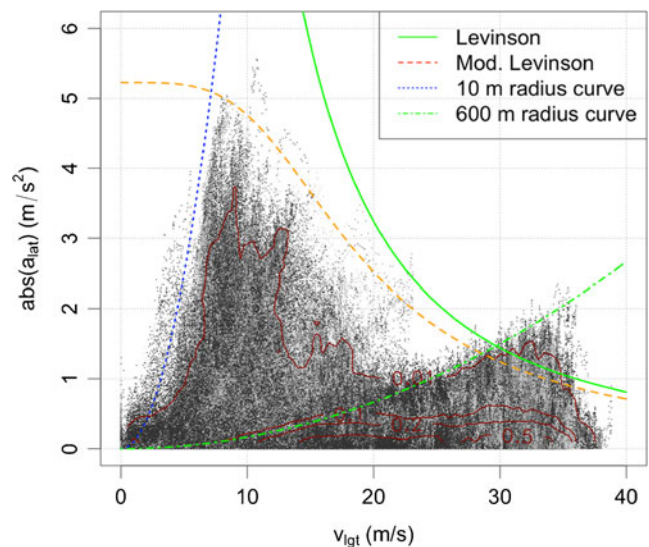 Levinson
Mod. Levinson
10 m radius curve
600 m radius curve
abs(a_lat) (m/s²)
6
5
4
3
2
1
0
0.01
0.2
0.5
0 10 20 30 40
v_lgt (m/s)